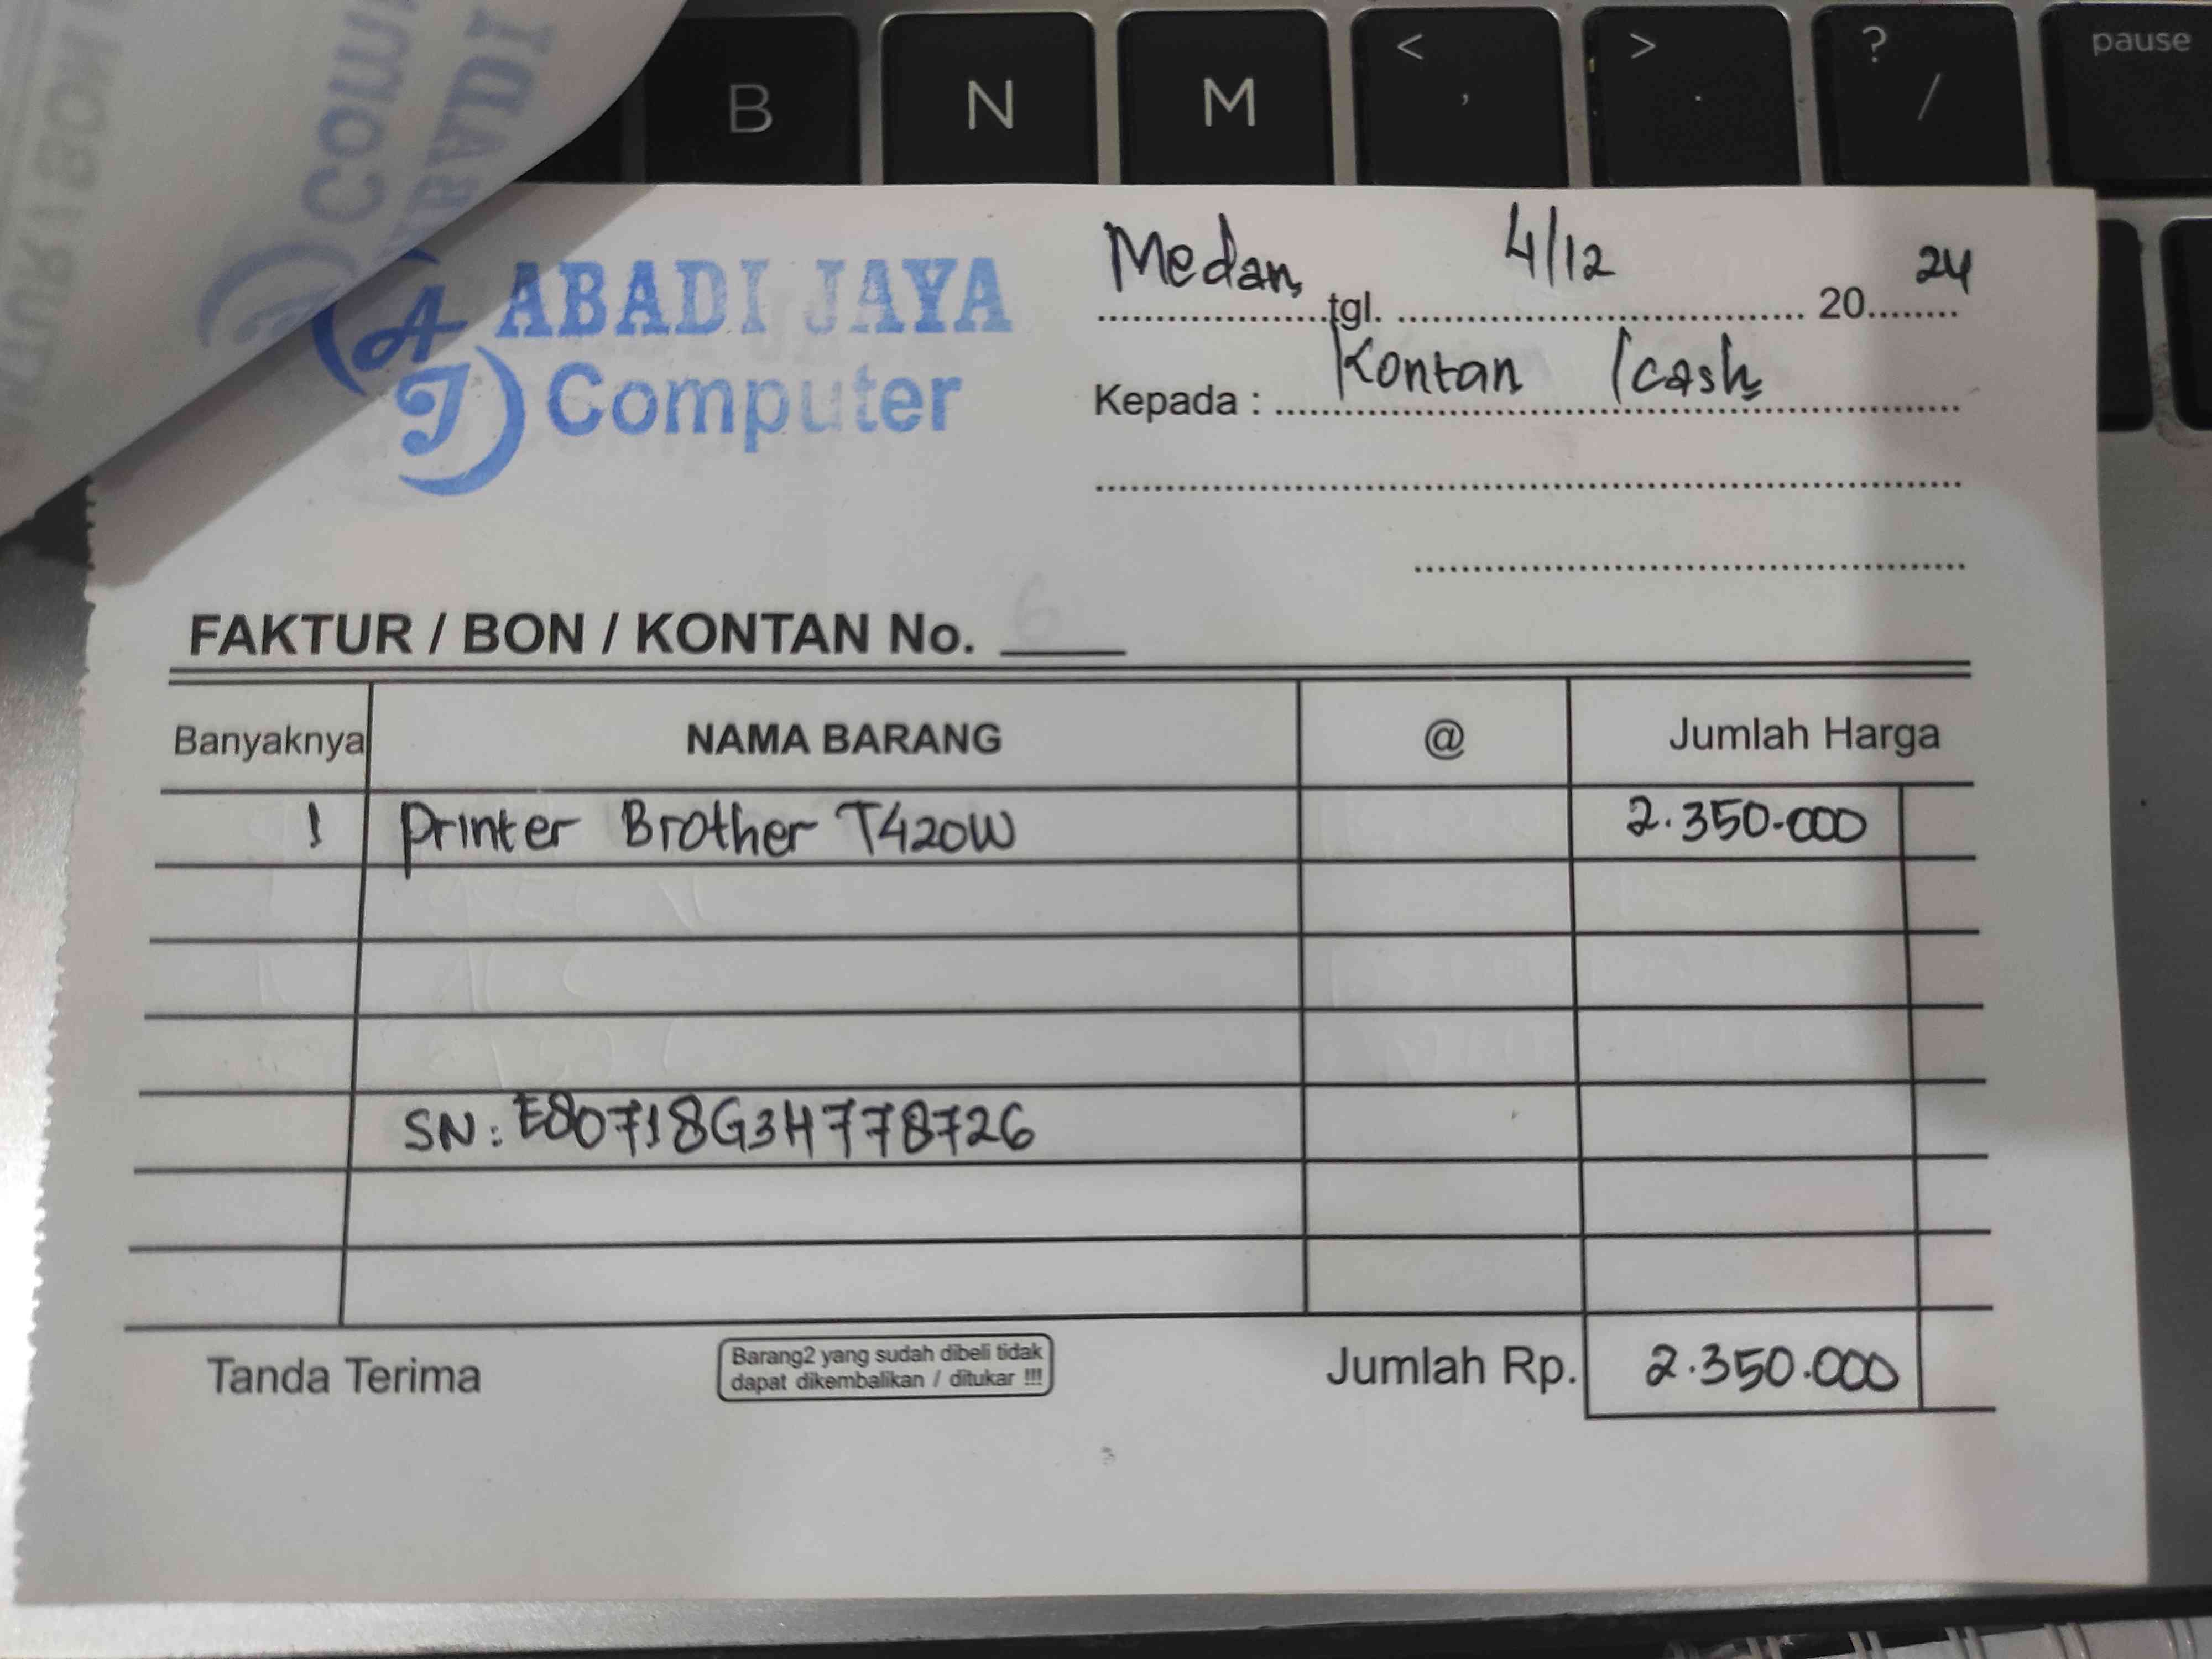 B N M < , > . ? / pause
ABADI JAYA
Computer
AJ
Medan, tgl. 4/12 2024
Kepada : Kontan / cash
FAKTUR / BON / KONTAN No.
Banyaknya NAMA BARANG @ Jumlah Harga
1 Printer Brother T420W 2.350.000
SN: E80718G3H778726
Tanda Terima
Barang2 yang sudah dibeli tidak
dapat dikembalikan / ditukar !!!
Jumlah Rp. 2.350.000